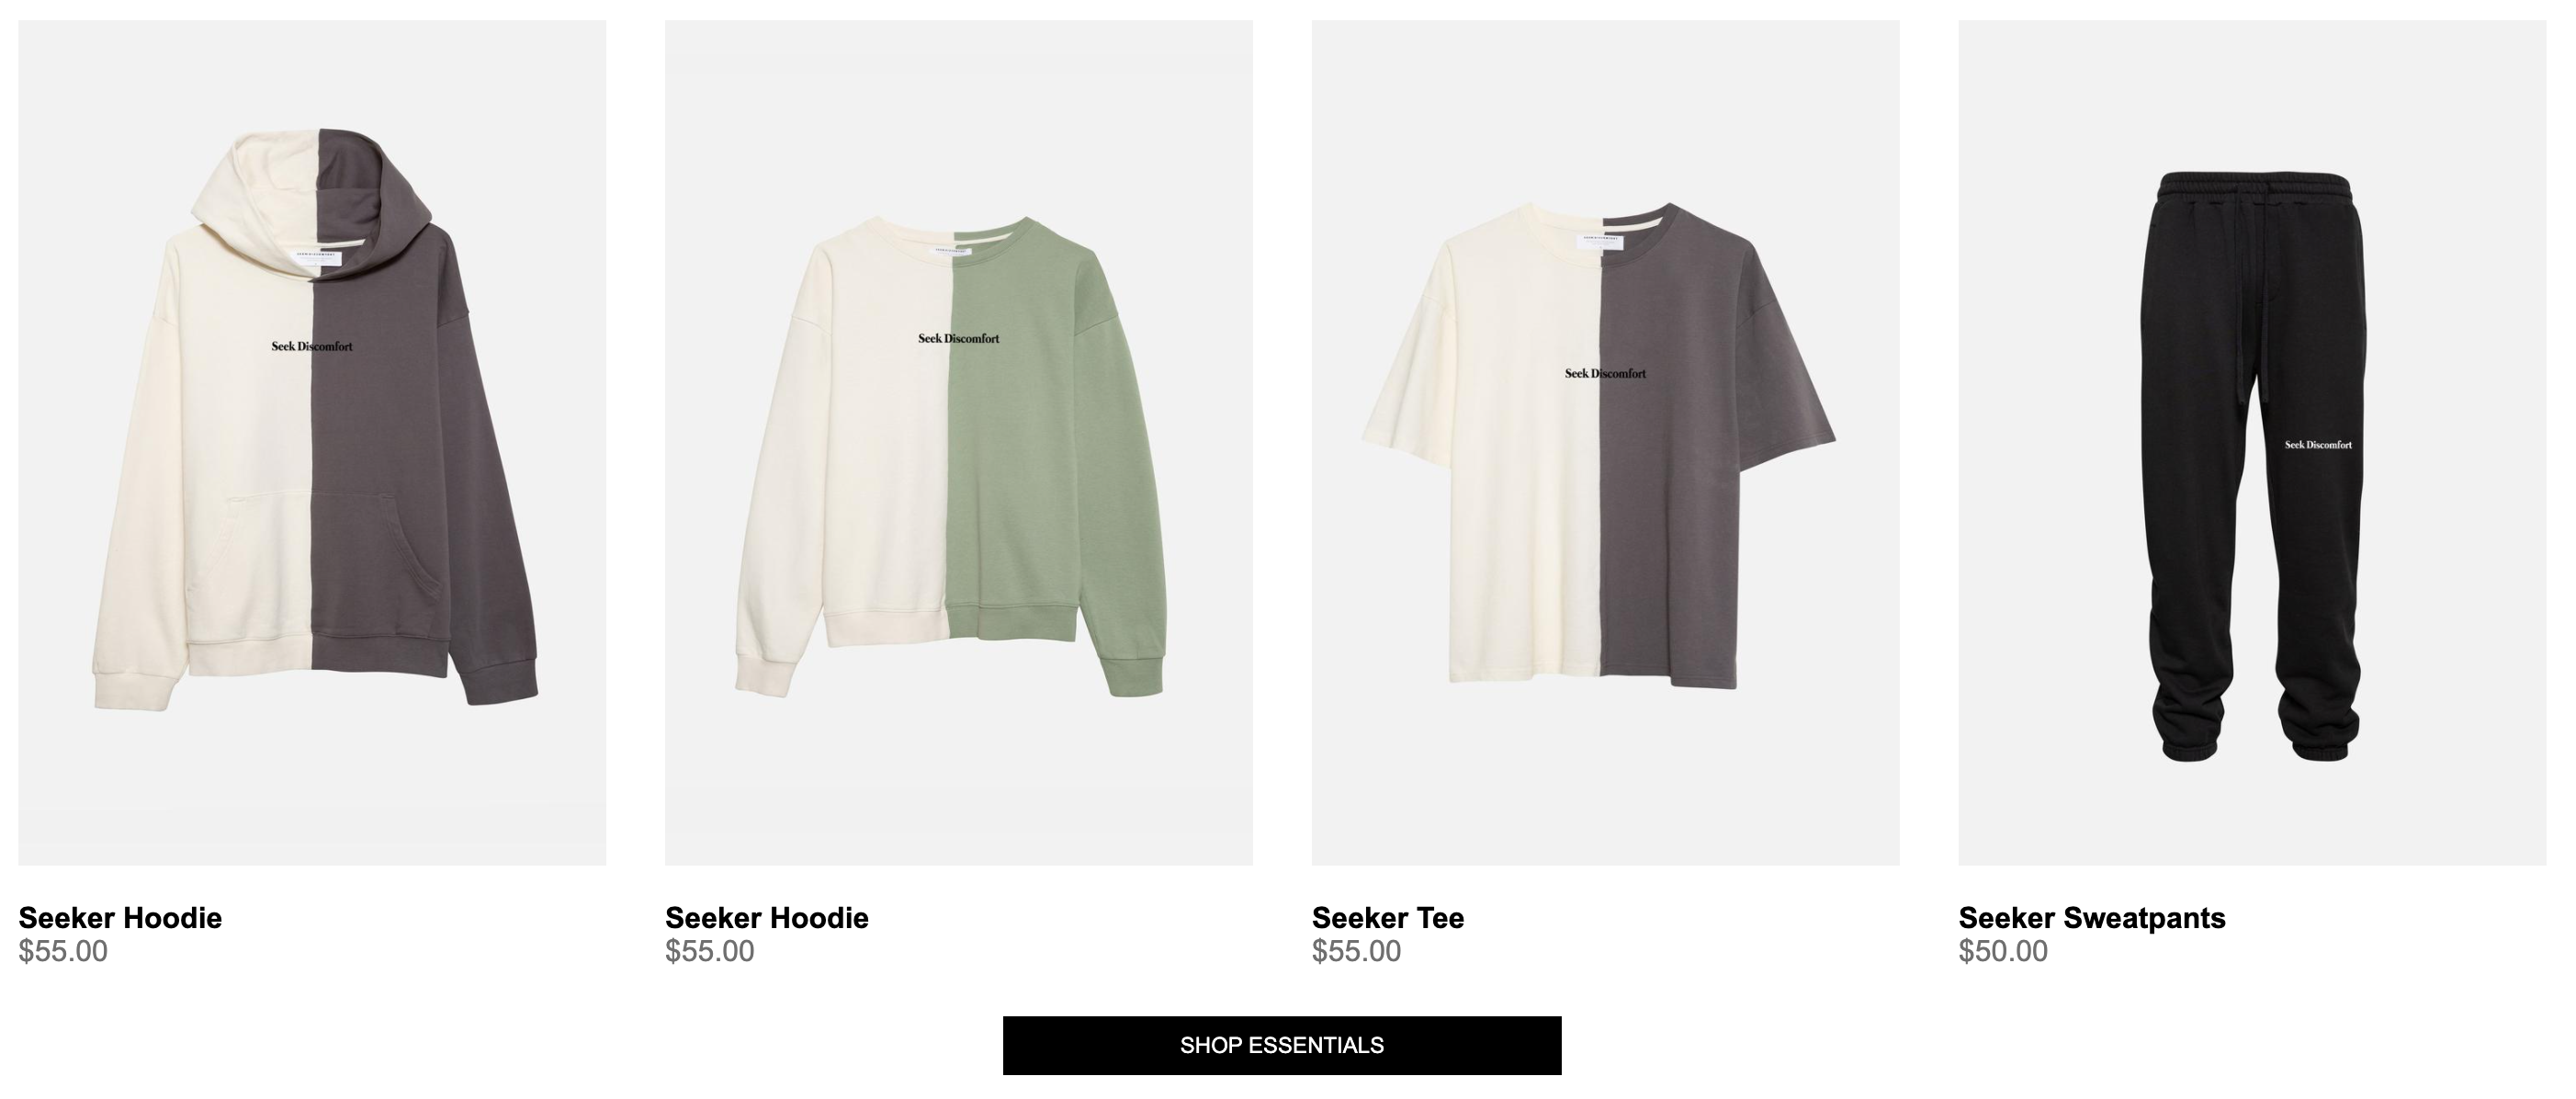 Seek Discomfort
Seek Discomfort
Seek Discomfort
Seek Discomfort
Seeker Hoodie
$55.00
Seeker Hoodie
$55.00
Seeker Tee
$55.00
Seeker Sweatpants
$50.00
SHOP ESSENTIALS